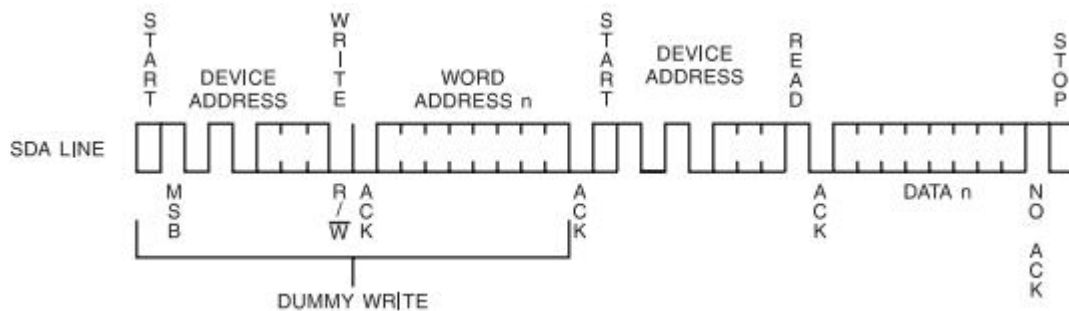 START
WRITE
START
READ
STOP
DEVICE
ADDRESS
WORD
ADDRESS n
DEVICE
ADDRESS
SDA LINE
MSB
R/W
ACK
ACK
ACK
DATA n
NO ACK
DUMMY WRITE